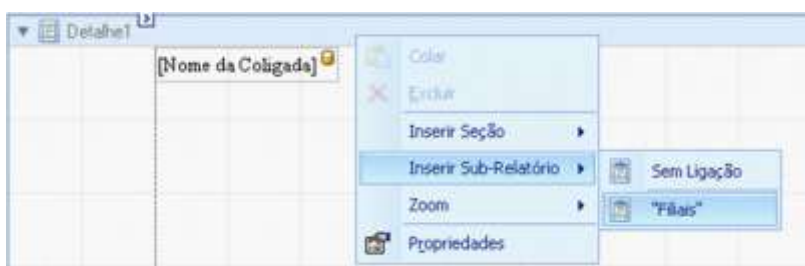 Detalhe1
[Nome da Coligada]
Colar
Excluir
Inserir Seção
Inserir Sub-Relatório
Sem Ligação
Zoom
"Filiais"
Propriedades